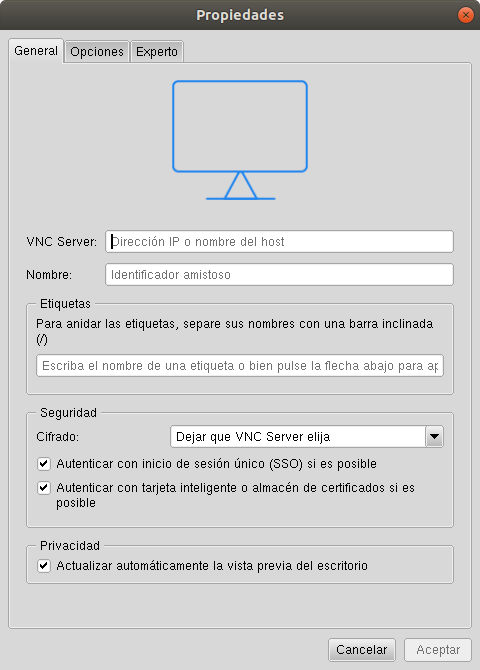 Propiedades
General
Opciones
Experto
VNC Server:
Dirección IP o nombre del host
Nombre:
Identificador amistoso
Etiquetas
Para anidar las etiquetas, separe sus nombres con una barra inclinada
(/)
Escriba el nombre de una etiqueta o bien pulse la flecha abajo para ap
Seguridad
Cifrado:
Dejar que VNC Server elija
Autenticar con inicio de sesión único (SSO) si es posible
Autenticar con tarjeta inteligente o almacén de certificados si es
posible
Privacidad
Actualizar automáticamente la vista previa del escritorio
Cancelar
Aceptar